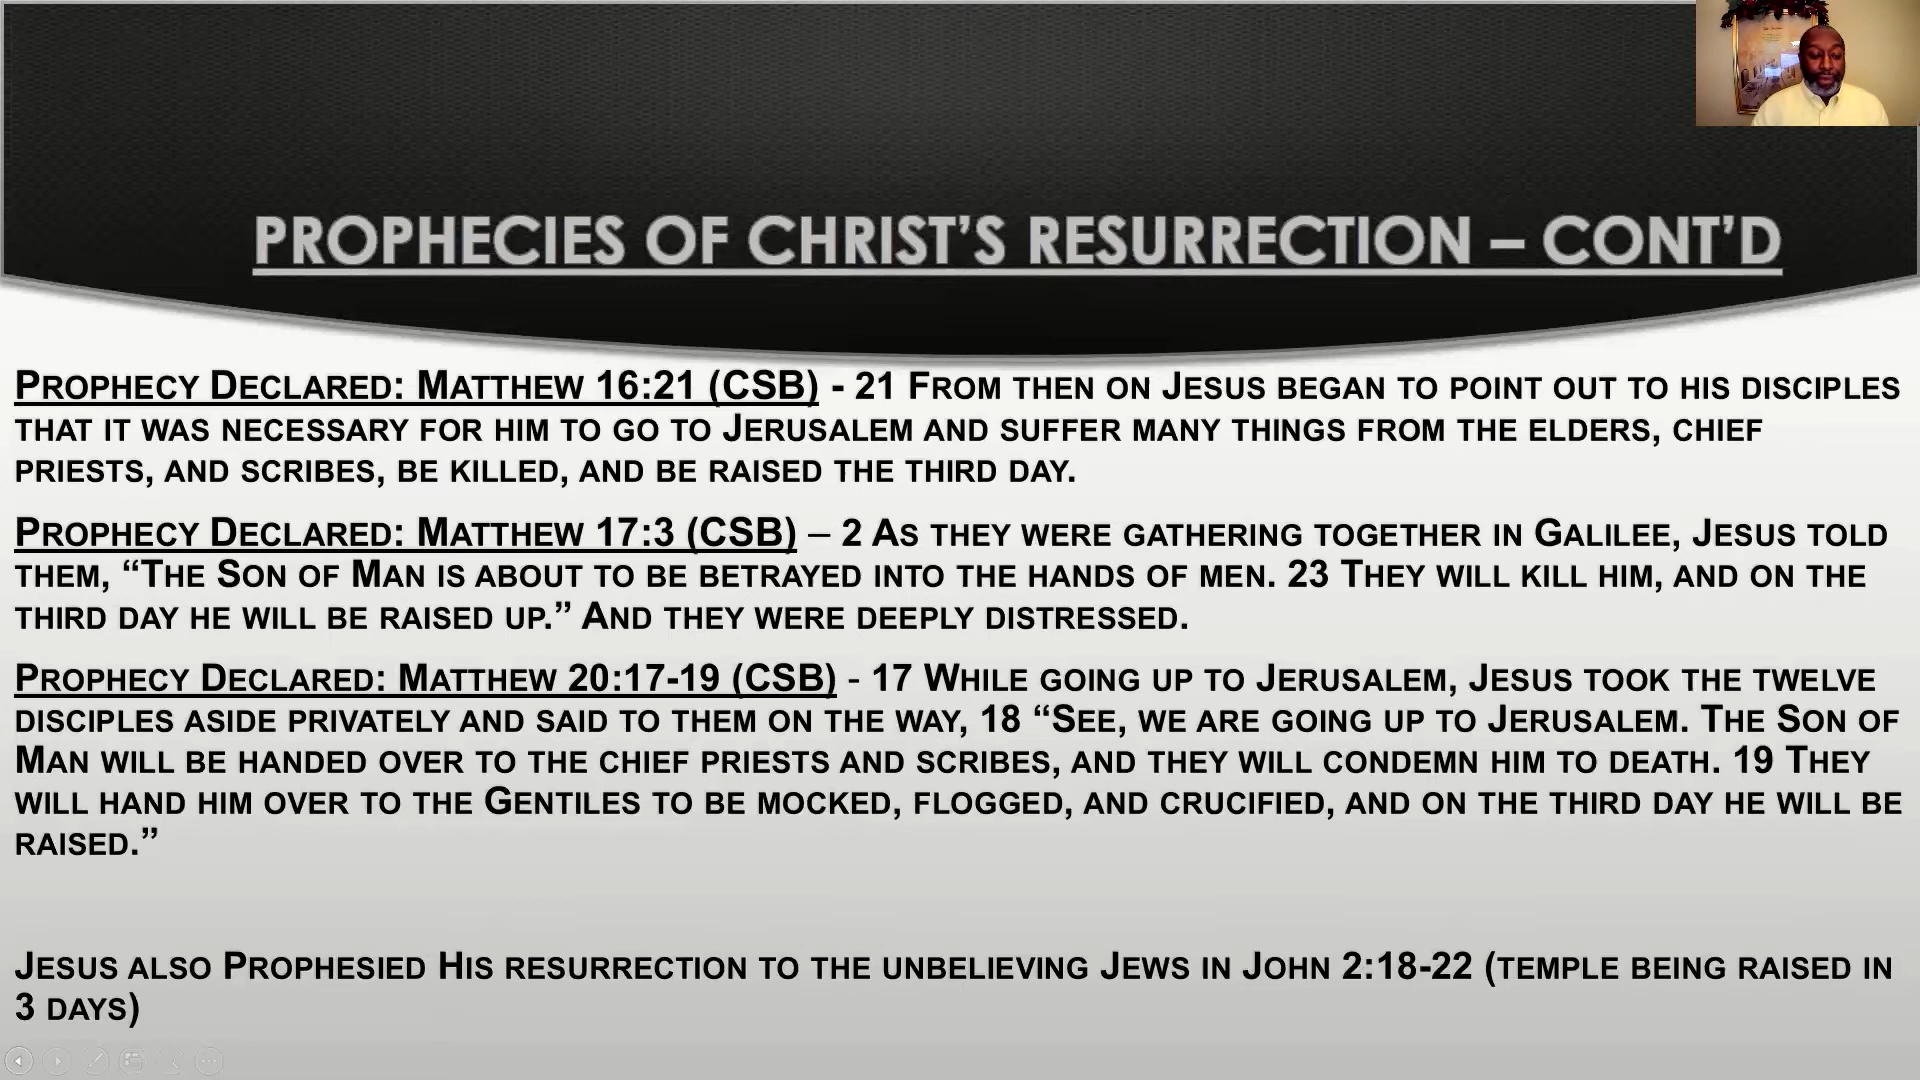 PROPHECIES OF CHRIST’S RESURRECTION – CONT’D
Prophecy Declared: Matthew 16:21 (CSB) - 21 From then on Jesus began to point out to his disciples
that it was necessary for him to go to Jerusalem and suffer many things from the elders, chief
priests, and scribes, be killed, and be raised the third day.
Prophecy Declared: Matthew 17:3 (CSB) – 2 As they were gathering together in Galilee, Jesus told
them, “The Son of Man is about to be betrayed into the hands of men. 23 They will kill him, and on the
third day he will be raised up.” And they were deeply distressed.
Prophecy Declared: Matthew 20:17-19 (CSB) - 17 While going up to Jerusalem, Jesus took the twelve
disciples aside privately and said to them on the way, 18 “See, we are going up to Jerusalem. The Son of
Man will be handed over to the chief priests and scribes, and they will condemn him to death. 19 They
will hand him over to the Gentiles to be mocked, flogged, and crucified, and on the third day he will be
raised.”
Jesus also Prophesied His resurrection to the unbelieving Jews in John 2:18-22 (temple being raised in
3 days)